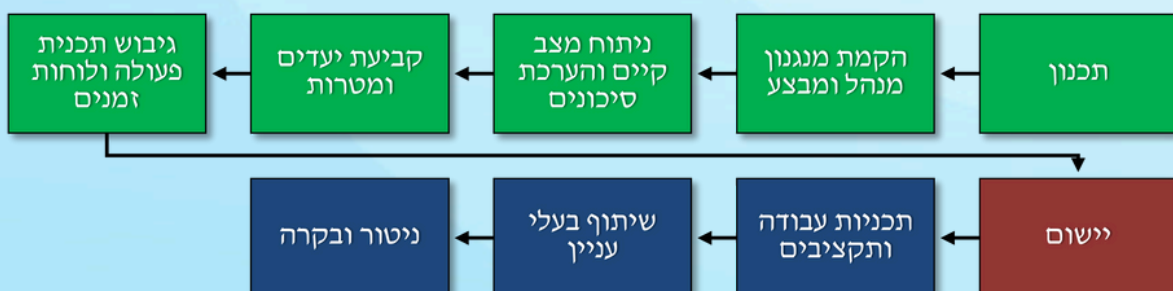 תכנון
הקמת מנגנון
מנהל ומבצע
ניתוח מצב
קיים והערכת
סיכונים
קביעת יעדים
ומטרות
גיבוש תכנית
פעולה ולוחות
זמנים
יישום
תכניות עבודה
ותקציבים
שיתוף בעלי
עניין
ניטור ובקרה